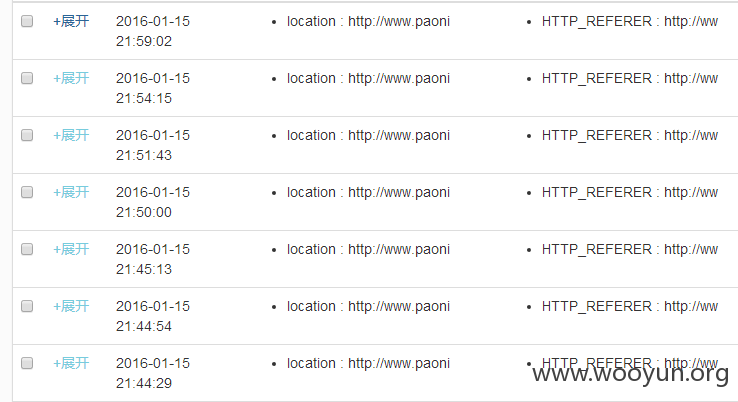 +展开 2016-01-15 21:59:02 • location : http://www.paoni • HTTP_REFERER : http://ww
+展开 2016-01-15 21:54:15 • location : http://www.paoni • HTTP_REFERER : http://ww
+展开 2016-01-15 21:51:43 • location : http://www.paoni • HTTP_REFERER : http://ww
+展开 2016-01-15 21:50:00 • location : http://www.paoni • HTTP_REFERER : http://ww
+展开 2016-01-15 21:45:13 • location : http://www.paoni • HTTP_REFERER : http://ww
+展开 2016-01-15 21:44:54 • location : http://www.paoni • HTTP_REFERER : http://ww
+展开 2016-01-15 21:44:29 • location : http://www.paoni • HTTP_REFERER : http://ww
www.wooyun.org